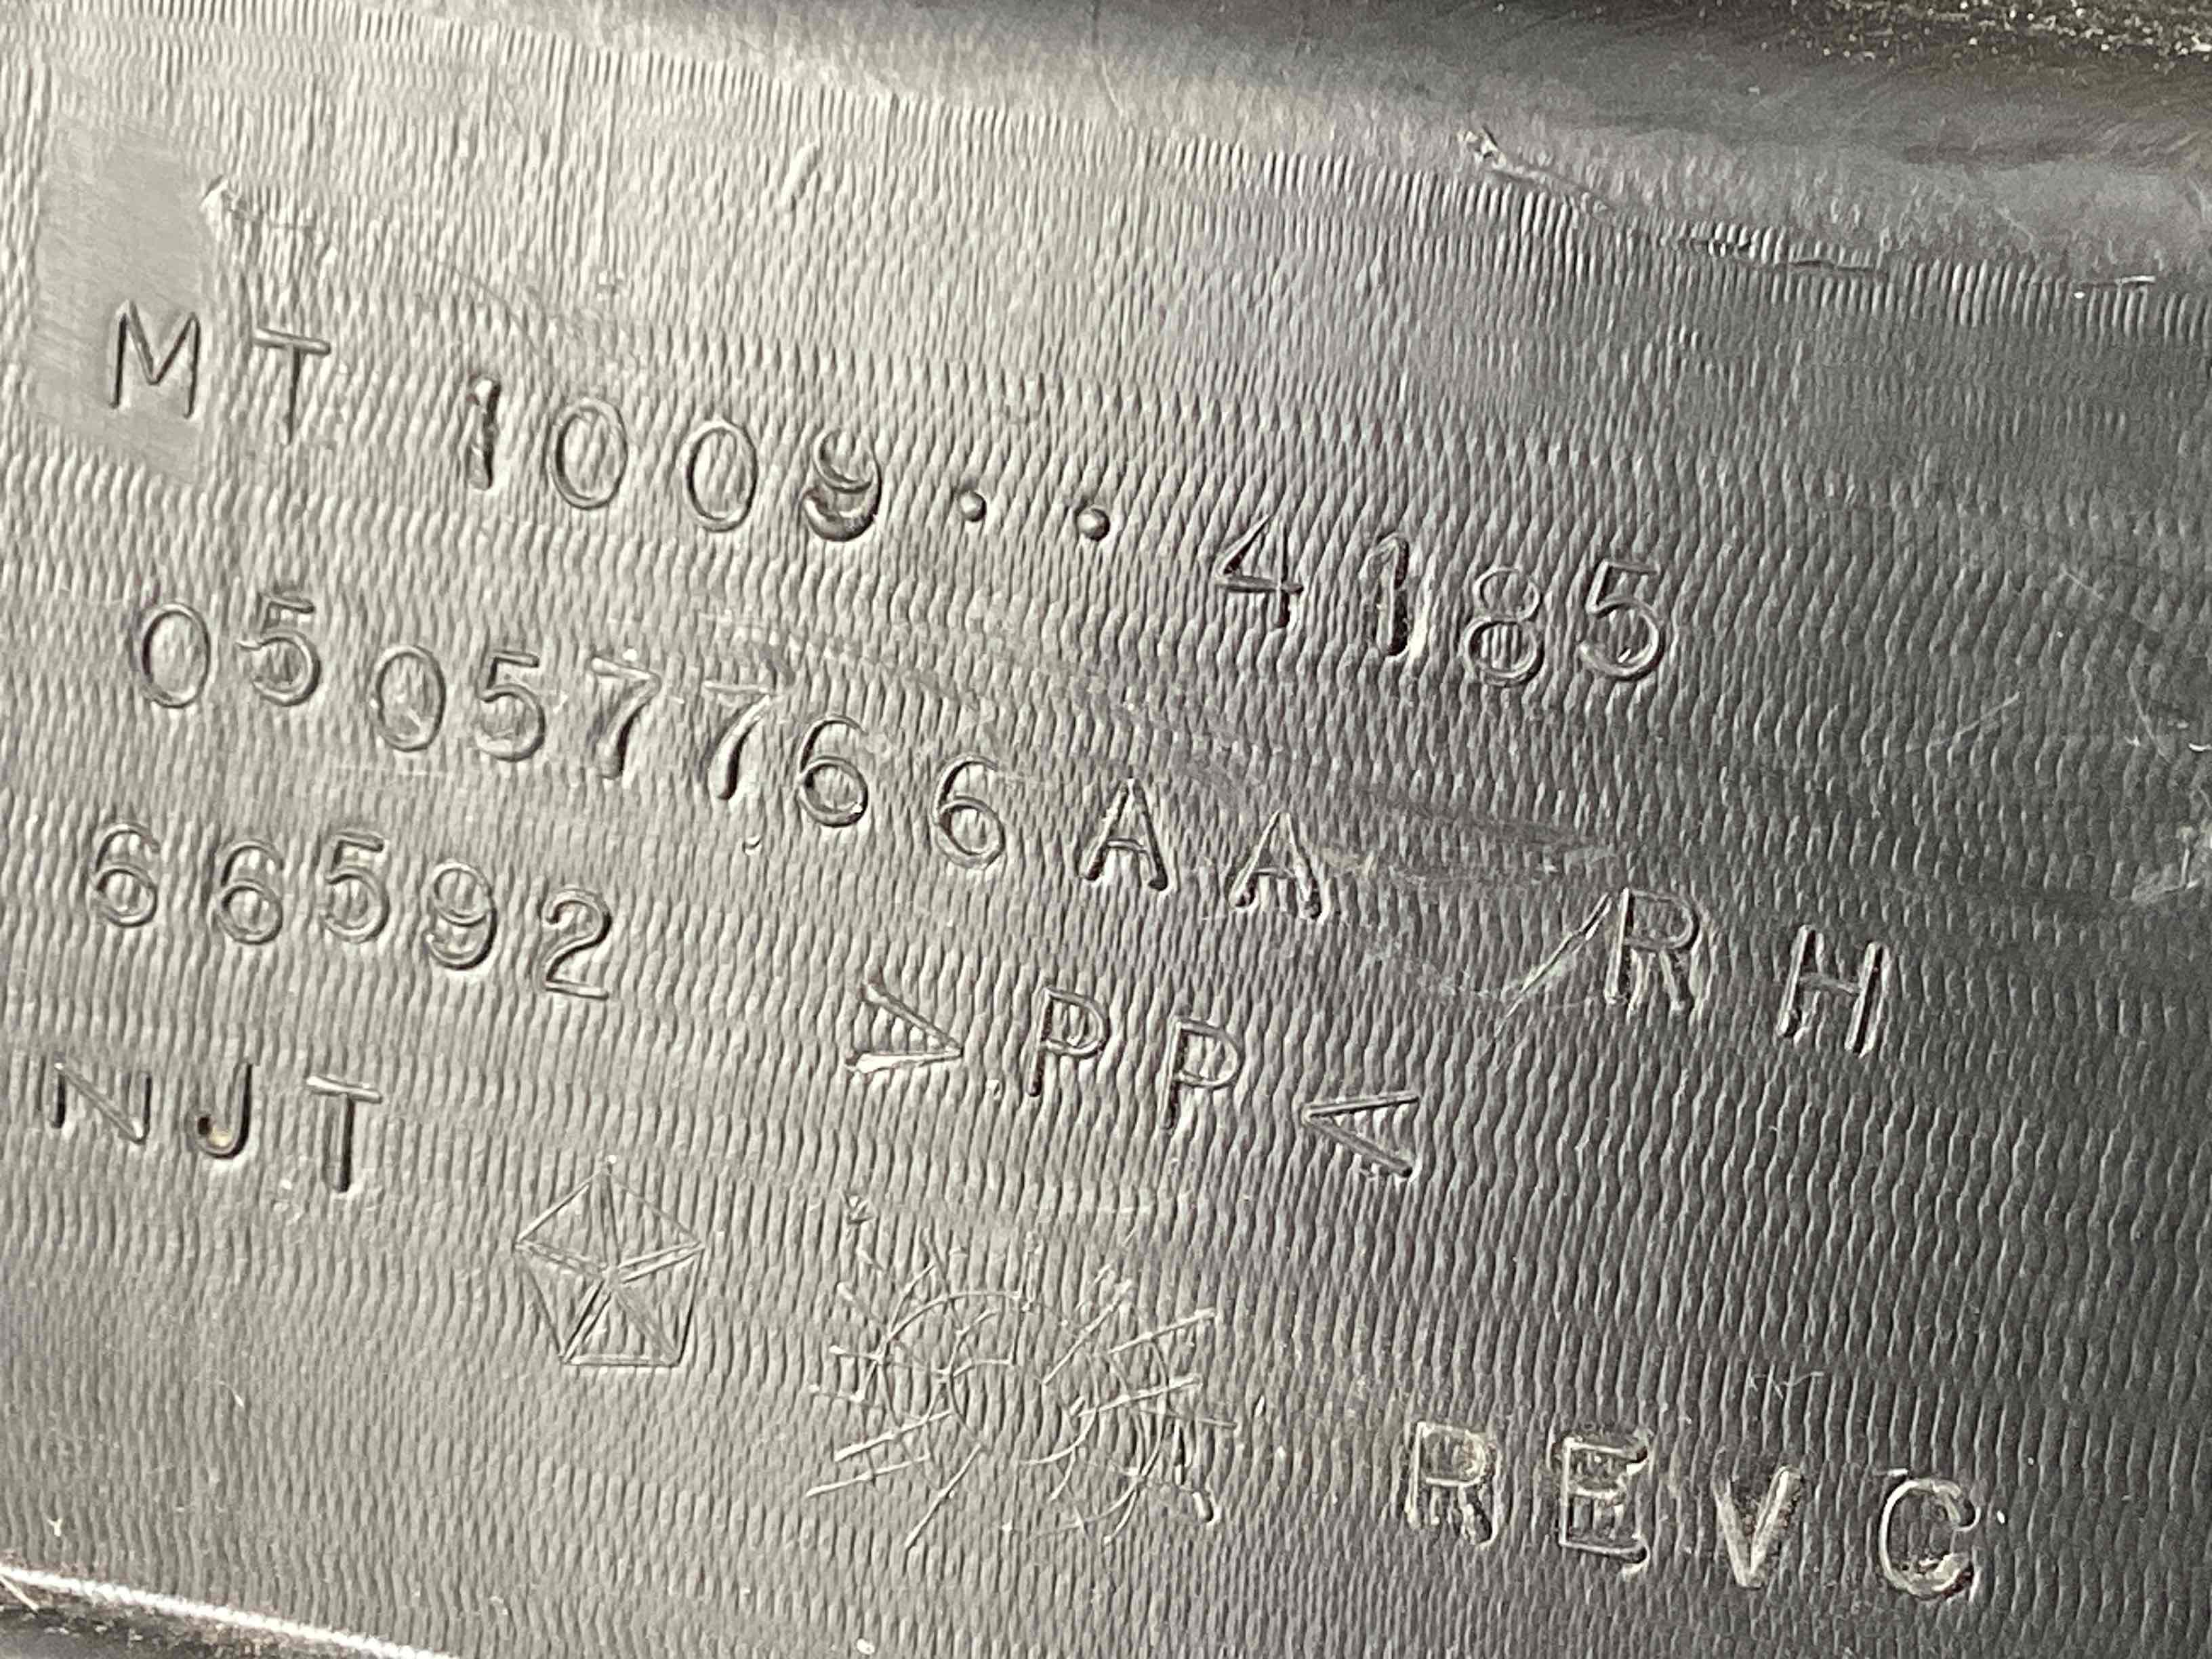 MT 1009.. 4185
05057766AA /RH
66592 >PP<
NJT
REV C